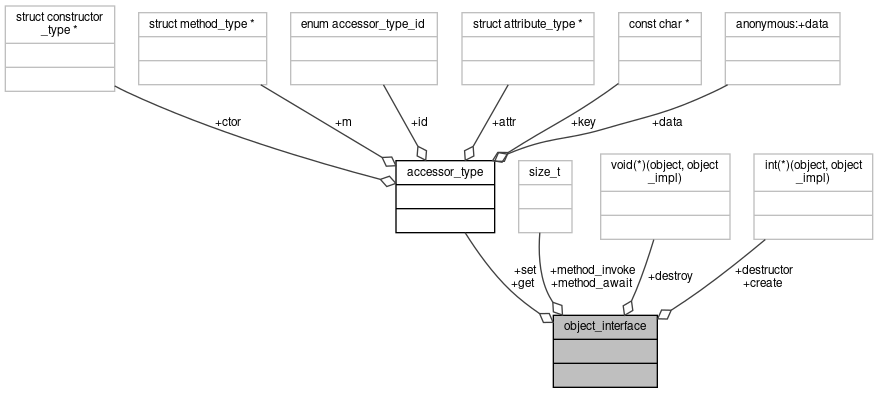 struct constructor
_type *
struct method_type *
enum accessor_type_id
struct attribute_type *
const char *
anonymous:+data
+ctor
+m
+id
+attr
+key
+data
accessor_type
size_t
void(*)(object, object
_impl)
int(*)(object, object
_impl)
+set
+get
+method_invoke
+method_await
+destroy
+destructor
+create
object_interface